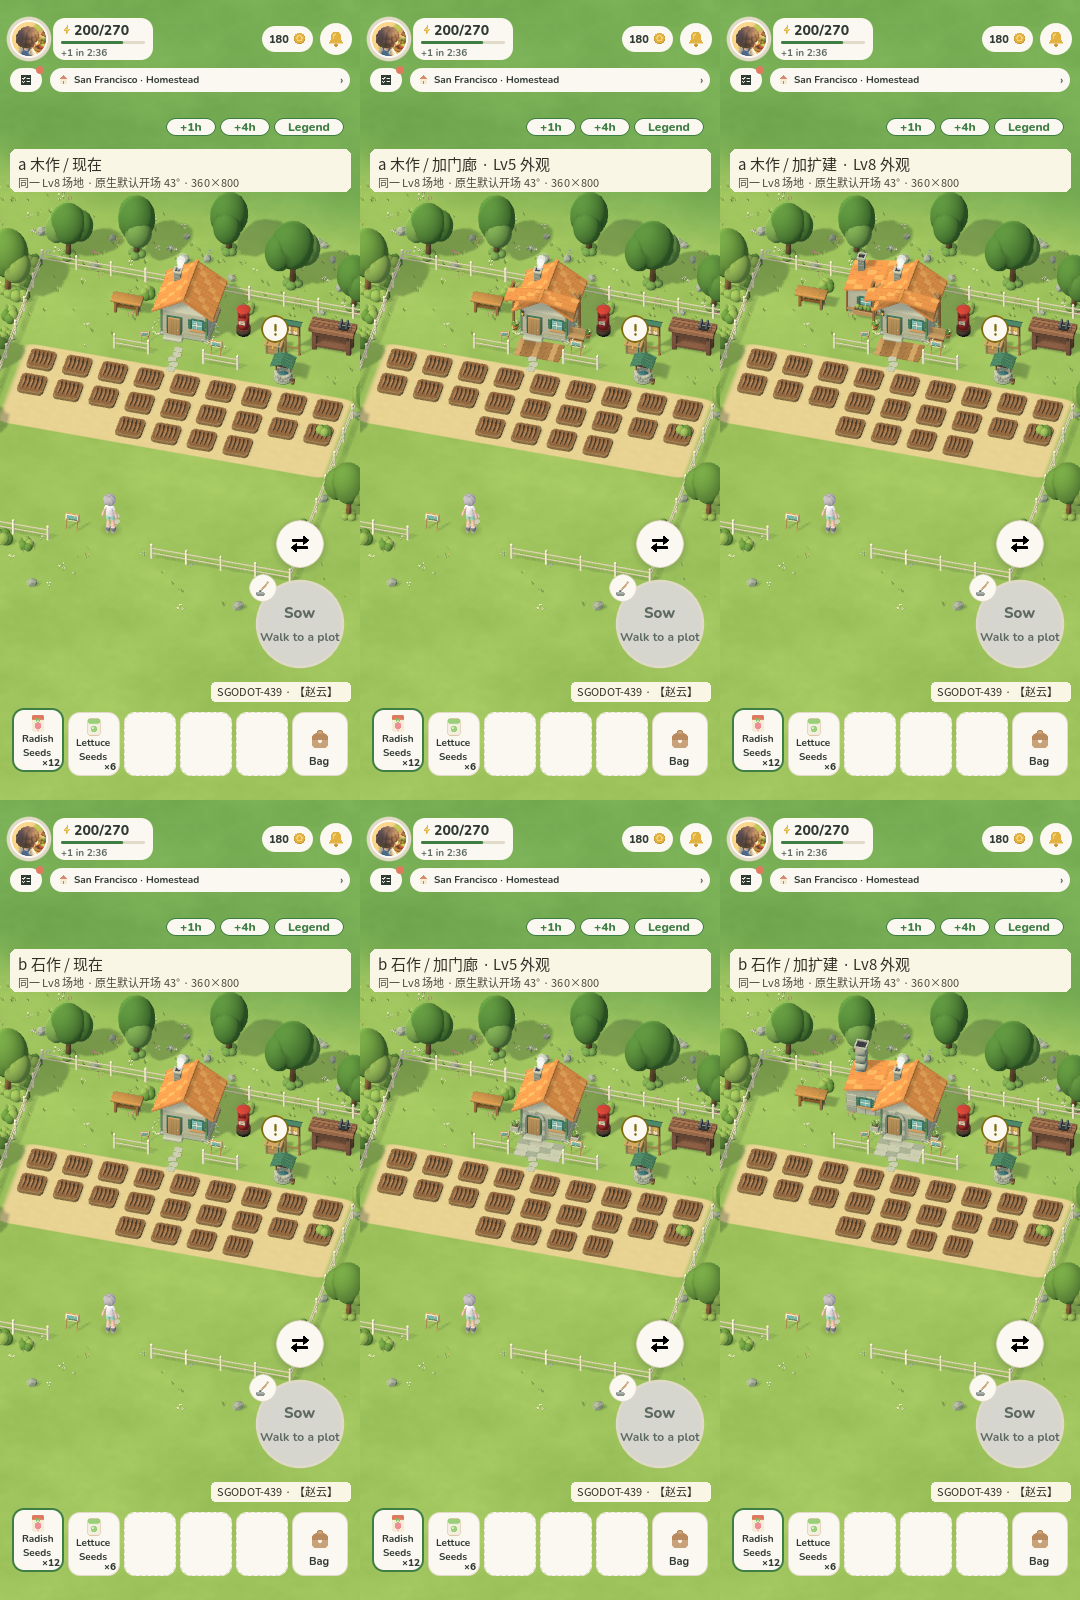 200/270
+1 in 2:36
180
San Francisco · Homestead
+1h +4h Legend
a 木作 / 现在
同一 Lv8 场地 · 原生默认开场 43° · 360×800
!
Sow
Walk to a plot
SGODOT-439 · 【赵云】
Radish Seeds ×12
Lettuce Seeds ×6
Bag
200/270
+1 in 2:36
180
San Francisco · Homestead
+1h +4h Legend
a 木作 / 加门廊 · Lv5 外观
同一 Lv8 场地 · 原生默认开场 43° · 360×800
!
Sow
Walk to a plot
SGODOT-439 · 【赵云】
Radish Seeds ×12
Lettuce Seeds ×6
Bag
200/270
+1 in 2:36
180
San Francisco · Homestead
+1h +4h Legend
a 木作 / 加扩建 · Lv8 外观
同一 Lv8 场地 · 原生默认开场 43° · 360×800
!
Sow
Walk to a plot
SGODOT-439 · 【赵云】
Radish Seeds ×12
Lettuce Seeds ×6
Bag
200/270
+1 in 2:36
180
San Francisco · Homestead
+1h +4h Legend
b 石作 / 现在
同一 Lv8 场地 · 原生默认开场 43° · 360×800
!
Sow
Walk to a plot
SGODOT-439 · 【赵云】
Radish Seeds ×12
Lettuce Seeds ×6
Bag
200/270
+1 in 2:36
180
San Francisco · Homestead
+1h +4h Legend
b 石作 / 加门廊 · Lv5 外观
同一 Lv8 场地 · 原生默认开场 43° · 360×800
!
Sow
Walk to a plot
SGODOT-439 · 【赵云】
Radish Seeds ×12
Lettuce Seeds ×6
Bag
200/270
+1 in 2:36
180
San Francisco · Homestead
+1h +4h Legend
b 石作 / 加扩建 · Lv8 外观
同一 Lv8 场地 · 原生默认开场 43° · 360×800
!
Sow
Walk to a plot
SGODOT-439 · 【赵云】
Radish Seeds ×12
Lettuce Seeds ×6
Bag